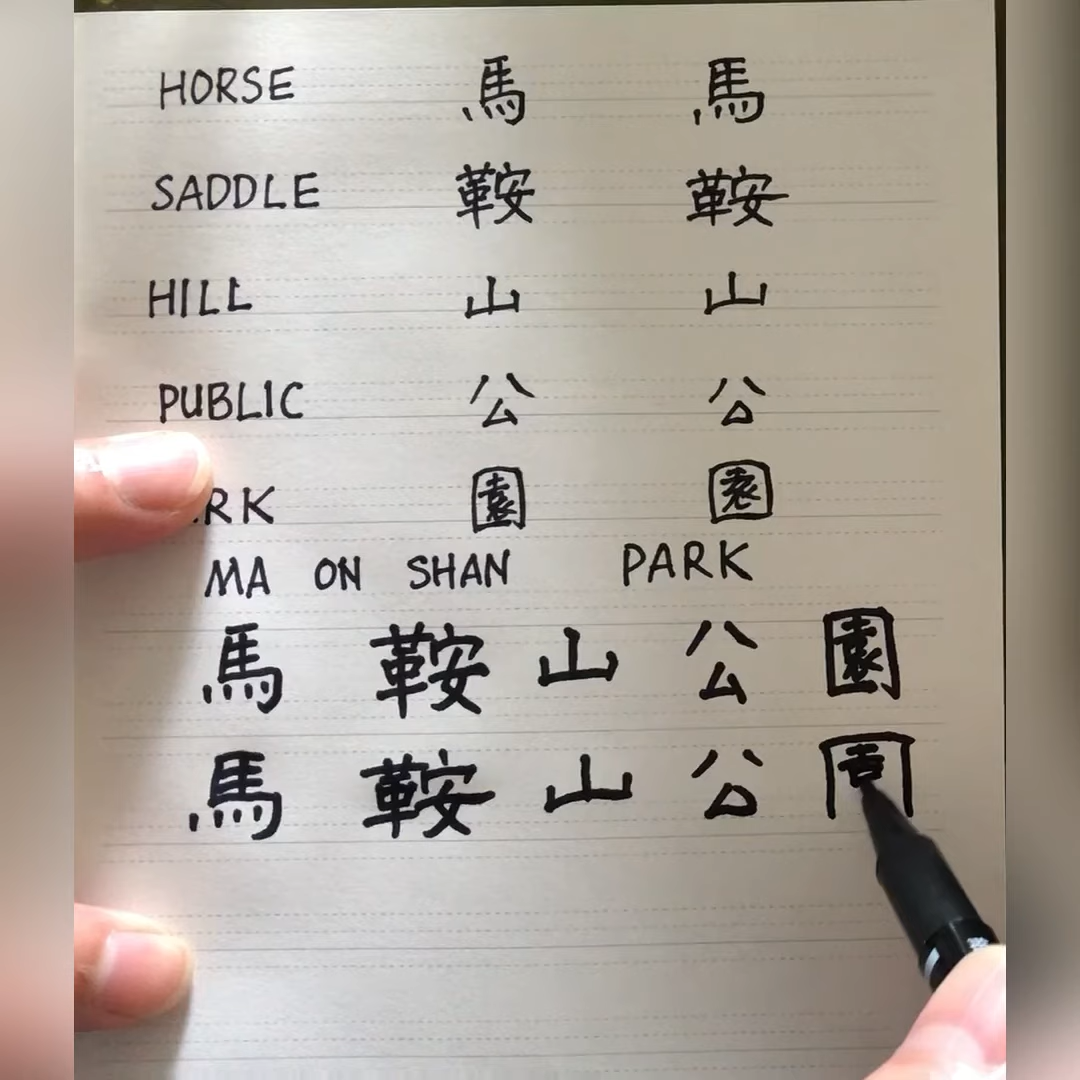 HORSE 馬 馬
SADDLE 鞍 鞍
HILL 山 山
PUBLIC 公 公
RK 園 園
MA ON SHAN PARK
馬 鞍 山 公 園
馬 鞍 山 公